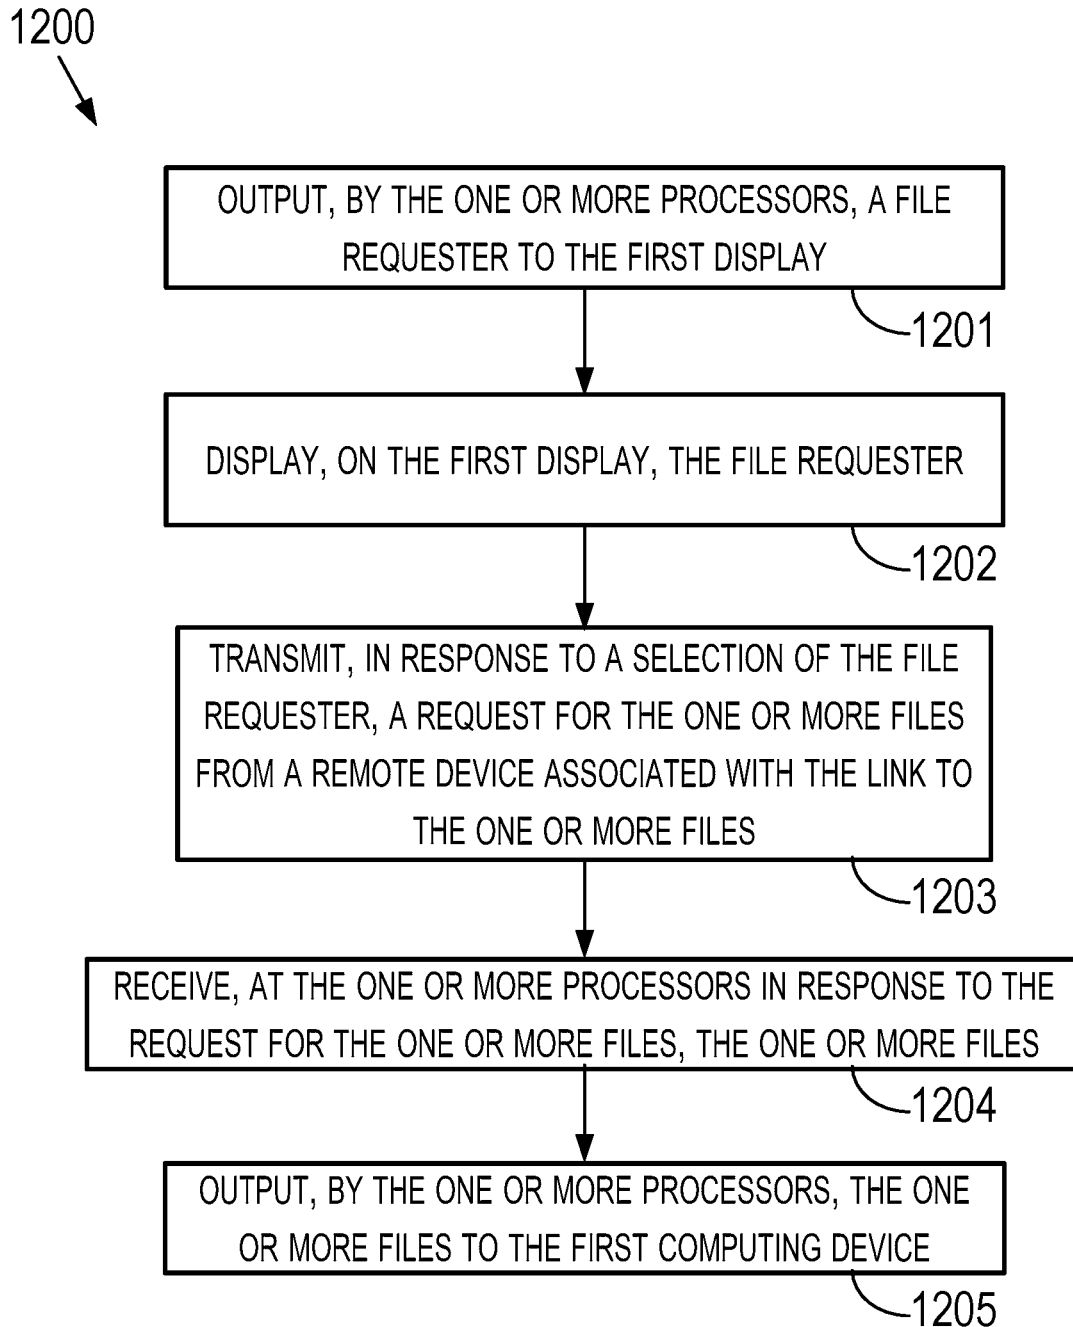 1200
OUTPUT, BY THE ONE OR MORE PROCESSORS, A FILE
REQUESTER TO THE FIRST DISPLAY
1201
DISPLAY, ON THE FIRST DISPLAY, THE FILE REQUESTER
1202
TRANSMIT, IN RESPONSE TO A SELECTION OF THE FILE
REQUESTER, A REQUEST FOR THE ONE OR MORE FILES
FROM A REMOTE DEVICE ASSOCIATED WITH THE LINK TO
THE ONE OR MORE FILES
1203
RECEIVE, AT THE ONE OR MORE PROCESSORS IN RESPONSE TO THE
REQUEST FOR THE ONE OR MORE FILES, THE ONE OR MORE FILES
1204
OUTPUT, BY THE ONE OR MORE PROCESSORS, THE ONE
OR MORE FILES TO THE FIRST COMPUTING DEVICE
1205